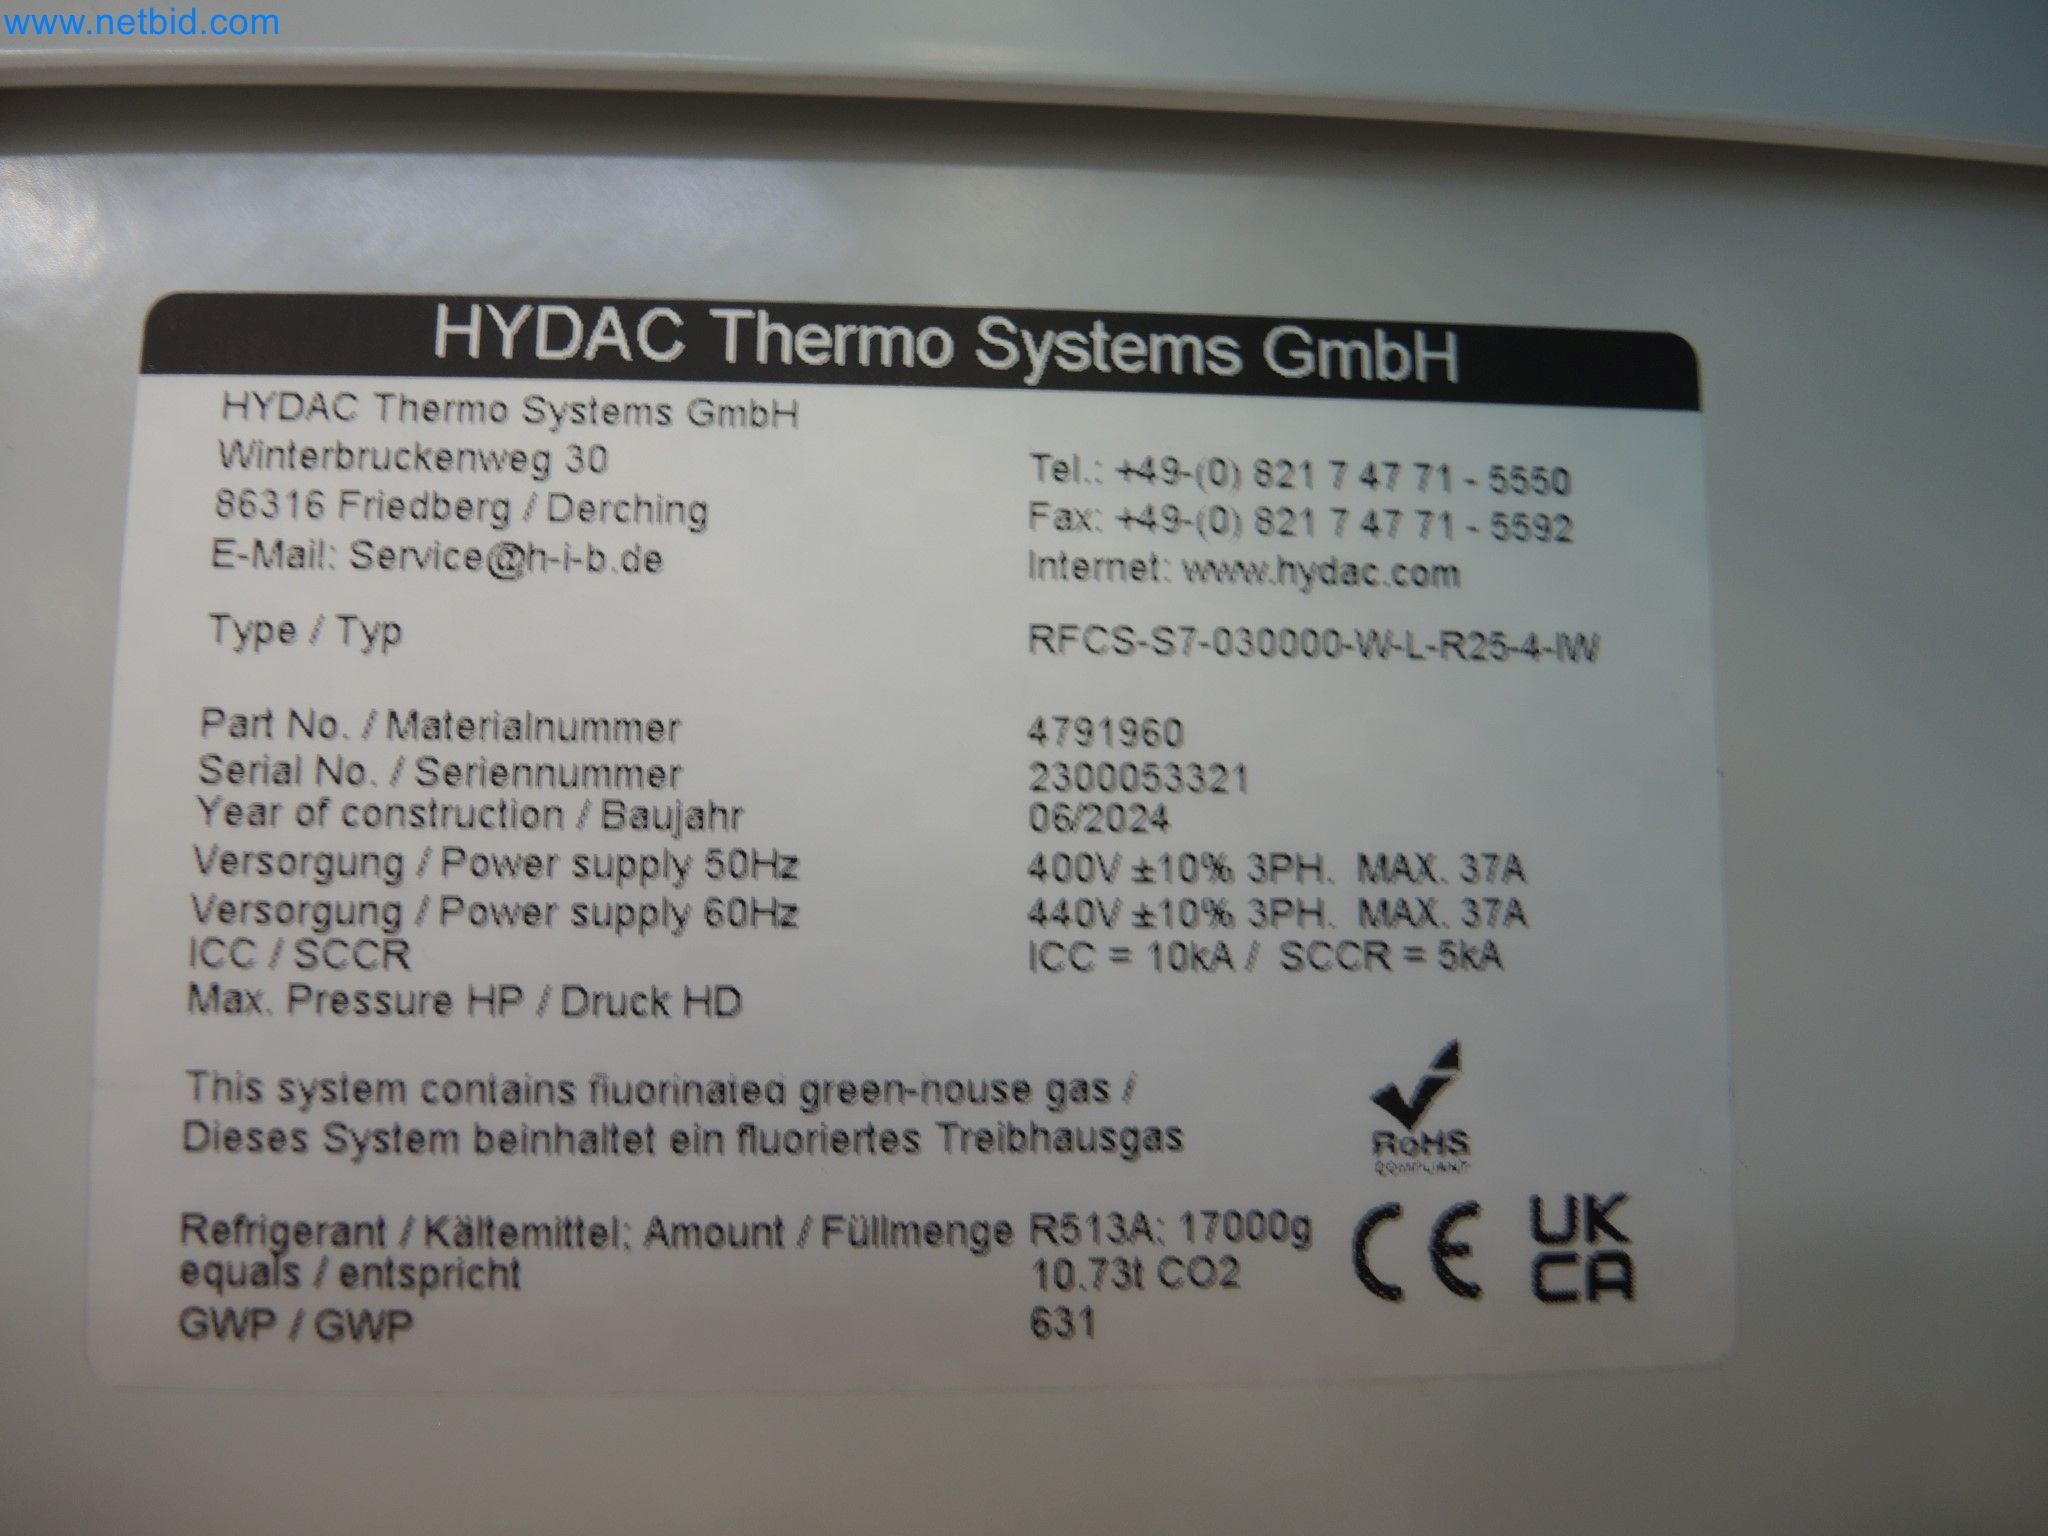 www.netbid.com
HYDAC Thermo Systems GmbH
HYDAC Thermo Systems GmbH
Winterbruckenweg 30
86316 Friedberg / Derching
E-Mail: Service@h-i-b.de
Tel.: +49-(0) 821 7 47 71 - 5550
Fax: +49-(0) 821 7 47 71 - 5592
Internet: www.hydac.com
Type / Typ RFCS-S7-030000-W-L-R25-4-IW
Part No. / Materialnummer 4791960
Serial No. / Seriennummer 2300053321
Year of construction / Baujahr 06/2024
Versorgung / Power supply 50Hz 400V ±10% 3PH. MAX. 37A
Versorgung / Power supply 60Hz 440V ±10% 3PH. MAX. 37A
ICC / SCCR ICC = 10kA / SCCR = 5kA
Max. Pressure HP / Druck HD
This system contains fluorinated green-house gas /
Dieses System beinhaltet ein fluoriertes Treibhausgas
RoHS
COMPLIANT
Refrigerant / Kältemittel; Amount / Füllmenge R513A: 17000g
equals / entspricht 10.73t CO2
GWP / GWP 631
CE
UK
CA